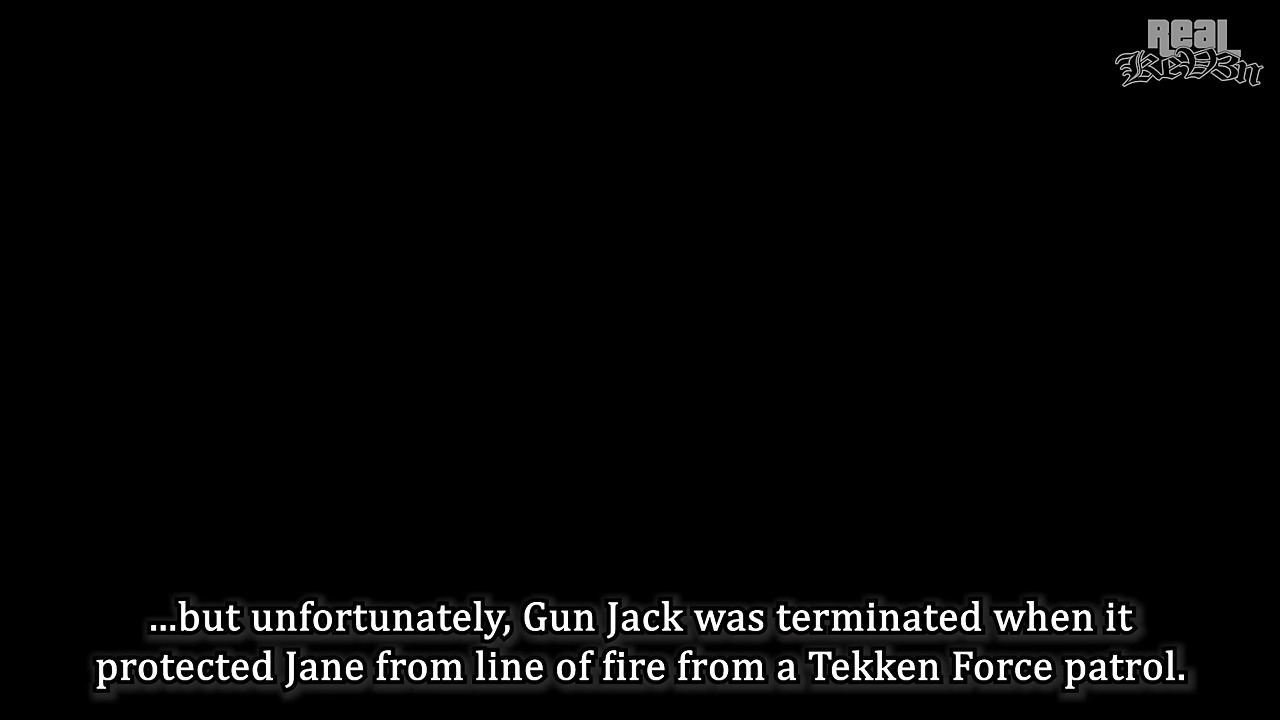 Real
KeV3n
...but unfortunately, Gun Jack was terminated when it
protected Jane from line of fire from a Tekken Force patrol.